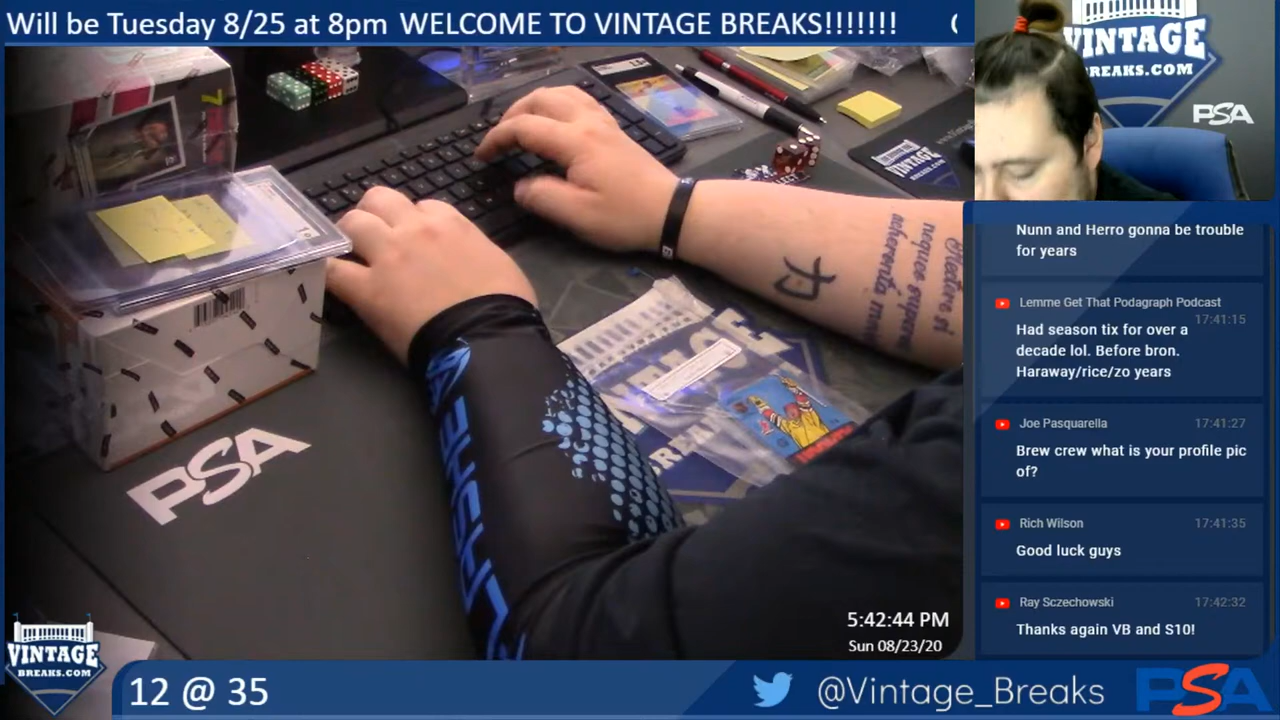 Will be Tuesday 8/25 at 8pm WELCOME TO VINTAGE BREAKS!!!!!!!
VINTAGE
BREAKS.COM
PSA
Nunn and Herro gonna be trouble
for years
Lemme Get That Podagraph Podcast
17:41:15
Had season tix for over a
decade lol. Before bron.
Haraway/rice/zo years
Joe Pasquarella 17:41:27
Brew crew what is your profile pic
of?
Rich Wilson 17:41:35
Good luck guys
Ray Sczechowski 17:42:32
Thanks again VB and S10!
力
PSA
5:42:44 PM
Sun 08/23/20
VINTAGE
BREAKS.COM
12 @ 35
@Vintage_Breaks
PSA